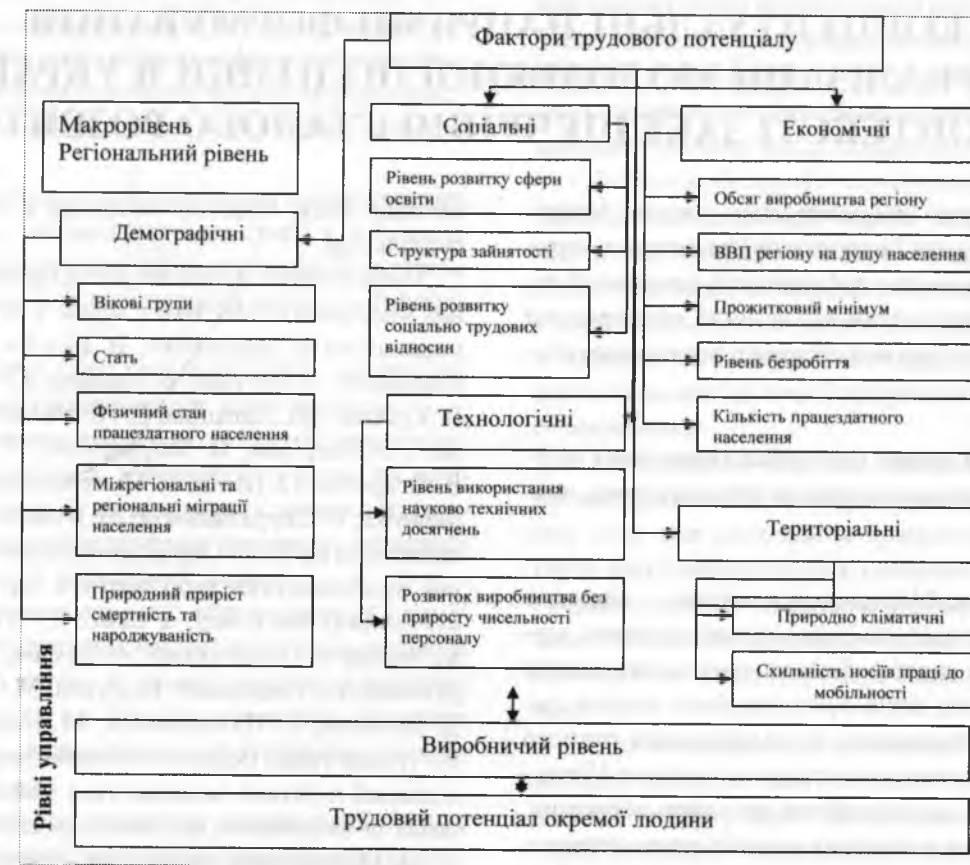 Фактори трудового потенціалу
Макрорівень
Регіональний рівень
Соціальні
Економічні
Рівень розвитку сфери
освіти
Обсяг виробництва регіону
Демографічні
Структура зайнятості
ВВП регіону на душу населення
Вікові групи
Рівень розвитку
соціально трудових
відносин
Прожитковий мінімум
Стать
Рівень безробіття
Фізичний стан
працездатного населення
Технологічні
Кількість працездатного
населення
Міжрегіональні та
регіональні міграції
населення
Рівень використання
науково технічних
досягнень
Територіальні
Природний приріст
смертність та
народжуваність
Розвиток виробництва без
приросту чисельності
персоналу
Природно кліматичні
Схильність носіїв праці до
мобільності
Рівні управління
Виробничий рівень
Трудовий потенціал окремої людини